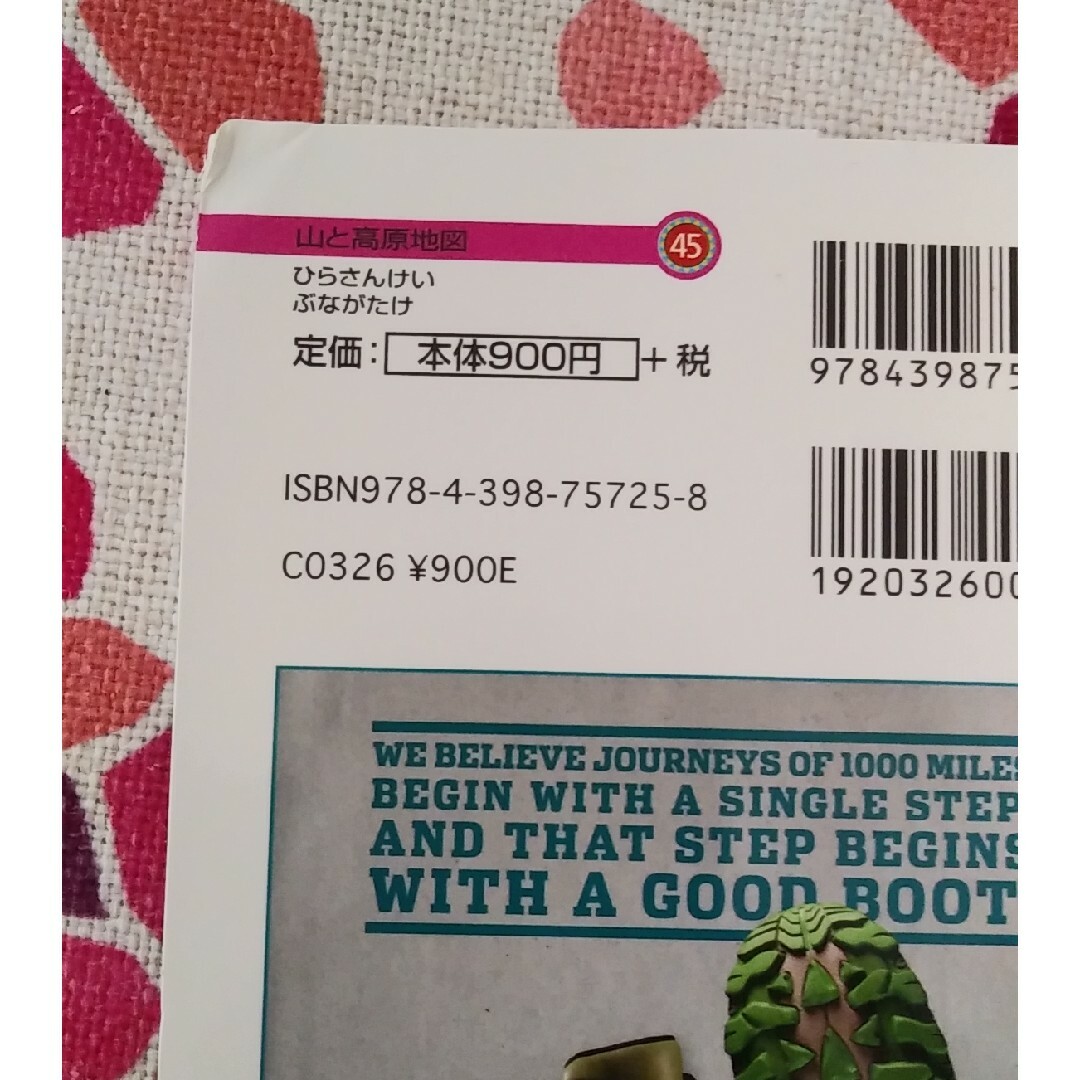 山と高原地図 45
ひらさんけい
ぶながたけ
定価：本体900円＋税
ISBN978-4-398-75725-8
C0326 ¥900E
978439875
192032600
WE BELIEVE JOURNEYS OF 1000 MILES
BEGIN WITH A SINGLE STEP
AND THAT STEP BEGINS
WITH A GOOD BOOT